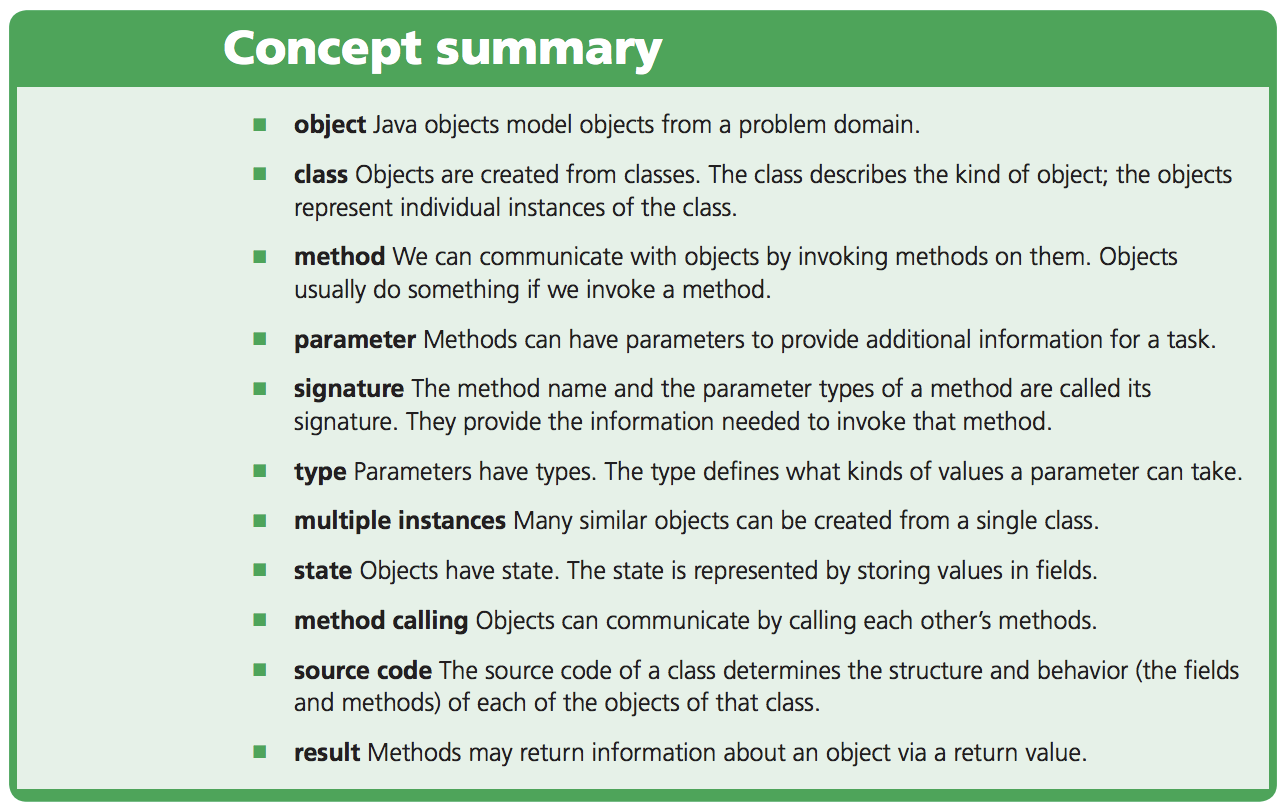 Concept summary
■ object Java objects model objects from a problem domain.
■ class Objects are created from classes. The class describes the kind of object; the objects
represent individual instances of the class.
■ method We can communicate with objects by invoking methods on them. Objects
usually do something if we invoke a method.
■ parameter Methods can have parameters to provide additional information for a task.
■ signature The method name and the parameter types of a method are called its
signature. They provide the information needed to invoke that method.
■ type Parameters have types. The type defines what kinds of values a parameter can take.
■ multiple instances Many similar objects can be created from a single class.
■ state Objects have state. The state is represented by storing values in fields.
■ method calling Objects can communicate by calling each other’s methods.
■ source code The source code of a class determines the structure and behavior (the fields
and methods) of each of the objects of that class.
■ result Methods may return information about an object via a return value.